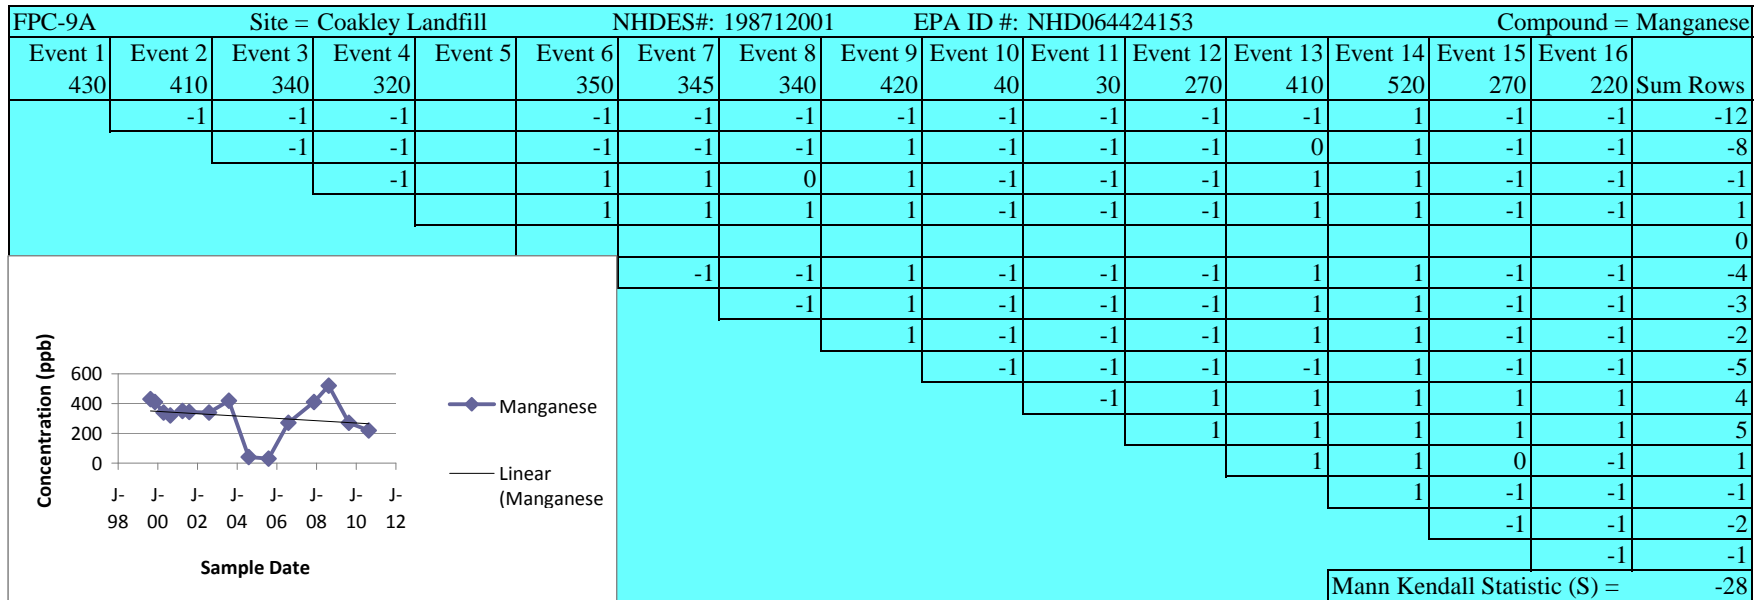 FPC-9A Site = Coakley Landfill NHDES#: 198712001 EPA ID #: NHD064424153 Compound = Manganese
Event 1 Event 2 Event 3 Event 4 Event 5 Event 6 Event 7 Event 8 Event 9 Event 10 Event 11 Event 12 Event 13 Event 14 Event 15 Event 16
430 410 340 320 350 345 340 420 40 30 270 410 520 270 220 Sum Rows
-1 -1 -1 -1 -1 -1 -1 -1 -1 -1 -1 1 -1 -1 -12
-1 -1 -1 -1 -1 1 -1 -1 -1 0 1 -1 -1 -8
-1 1 1 0 1 -1 -1 -1 1 1 -1 -1 -1
1 1 1 1 -1 -1 -1 1 1 -1 -1 1
0
-1 -1 1 -1 -1 -1 1 1 -1 -1 -4
-1 1 -1 -1 -1 1 1 -1 -1 -3
1 -1 -1 -1 1 1 -1 -1 -2
-1 -1 -1 -1 1 -1 -1 -5
-1 1 1 1 1 1 4
1 1 1 1 1 5
1 1 0 -1 1
1 -1 -1 -1
-1 -1 -2
-1 -1
Mann Kendall Statistic (S) = -28
Concentration (ppb)
600
400
200
0
J- J- J- J- J- J- J- J-
98 00 02 04 06 08 10 12
Sample Date
Manganese
Linear
(Manganese